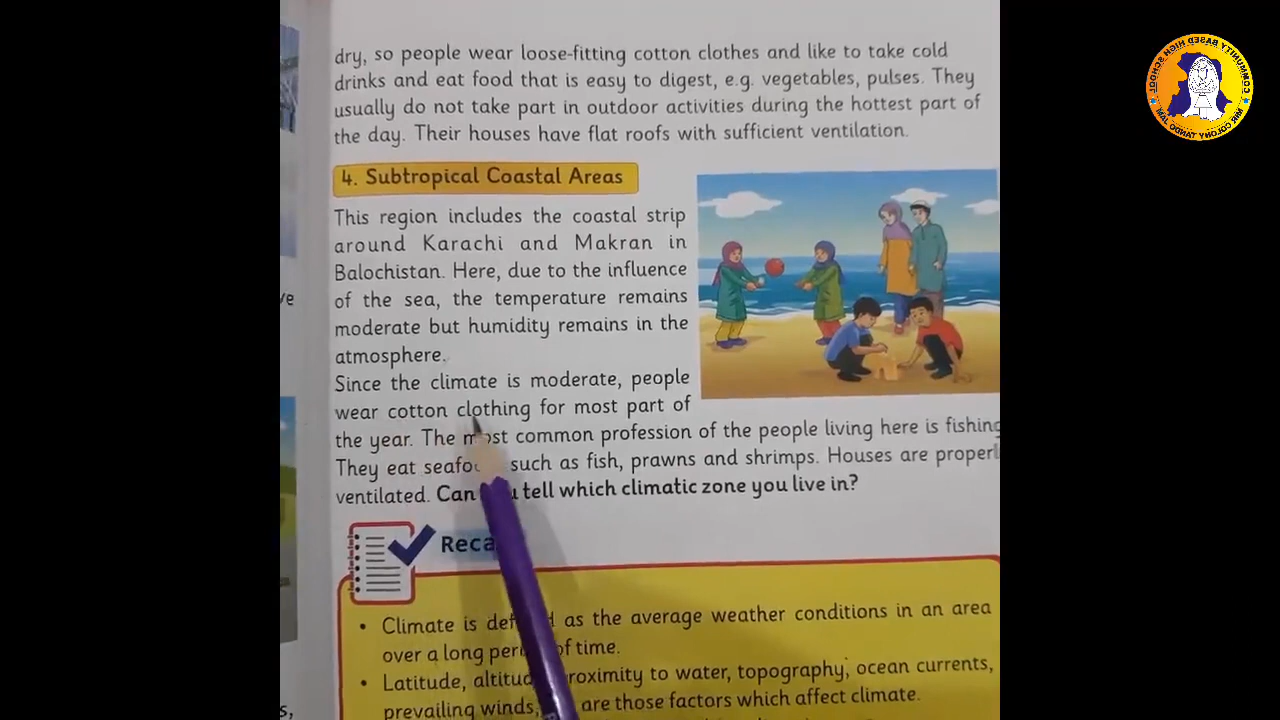 dry, so people wear loose-fitting cotton clothes and like to take cold
drinks and eat food that is easy to digest, e.g. vegetables, pulses. They
usually do not take part in outdoor activities during the hottest part of
the day. Their houses have flat roofs with sufficient ventilation.
4. Subtropical Coastal Areas
This region includes the coastal strip
around Karachi and Makran in
Balochistan. Here, due to the influence
of the sea, the temperature remains
moderate but humidity remains in the
atmosphere.
Since the climate is moderate, people
wear cotton clothing for most part of
the year. The most common profession of the people living here is fishing
They eat such as fish, prawns and shrimps. Houses are
ventilated. Can tell which climatic zone you live in?
Climate is as the average weather conditions in an area
over a long of time.
Latitude, to water, topography, ocean currents,
prevailing winds, are those factors which affect climate.
COMMUNITY BASED HIGH SCHOOL
MIR COLONY TANDO JAM